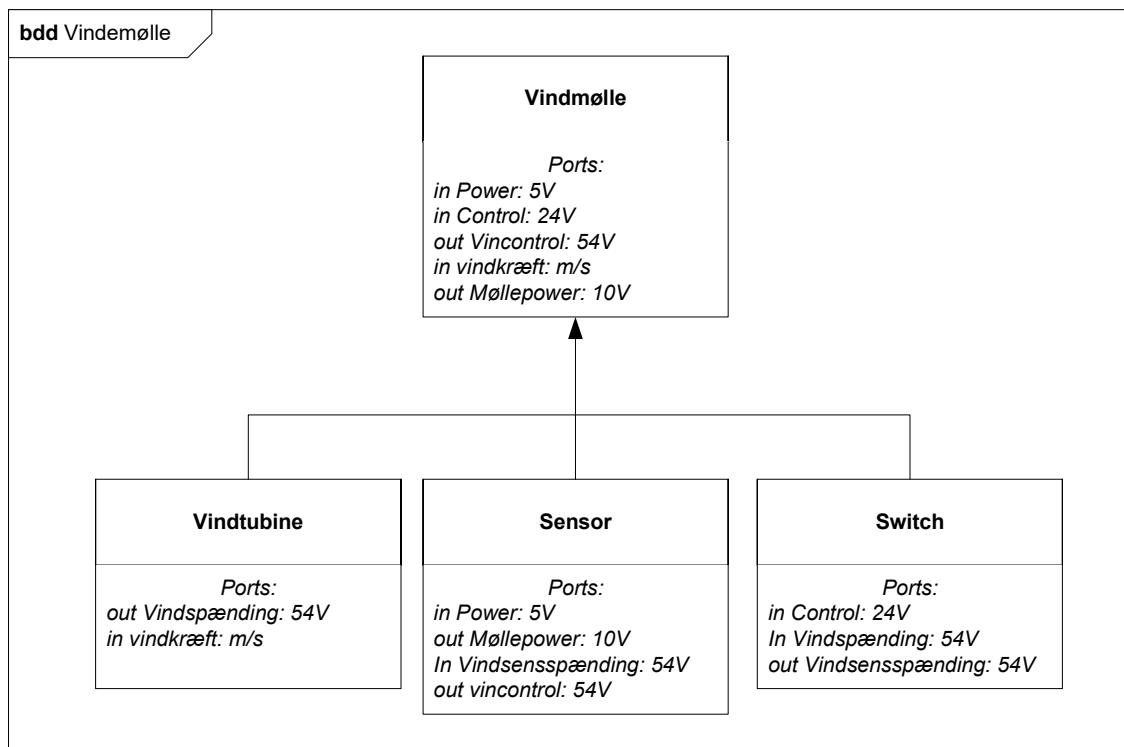 bdd Vindemølle
Vindmølle
Ports:
in Power: 5V
in Control: 24V
out Vincontrol: 54V
in vindkræft: m/s
out Møllepower: 10V
Vindtubine
Ports:
out Vindspænding: 54V
in vindkræft: m/s
Sensor
Ports:
in Power: 5V
out Møllepower: 10V
In Vindsensspænding: 54V
out vincontrol: 54V
Switch
Ports:
in Control: 24V
In Vindspænding: 54V
out Vindsensspænding: 54V